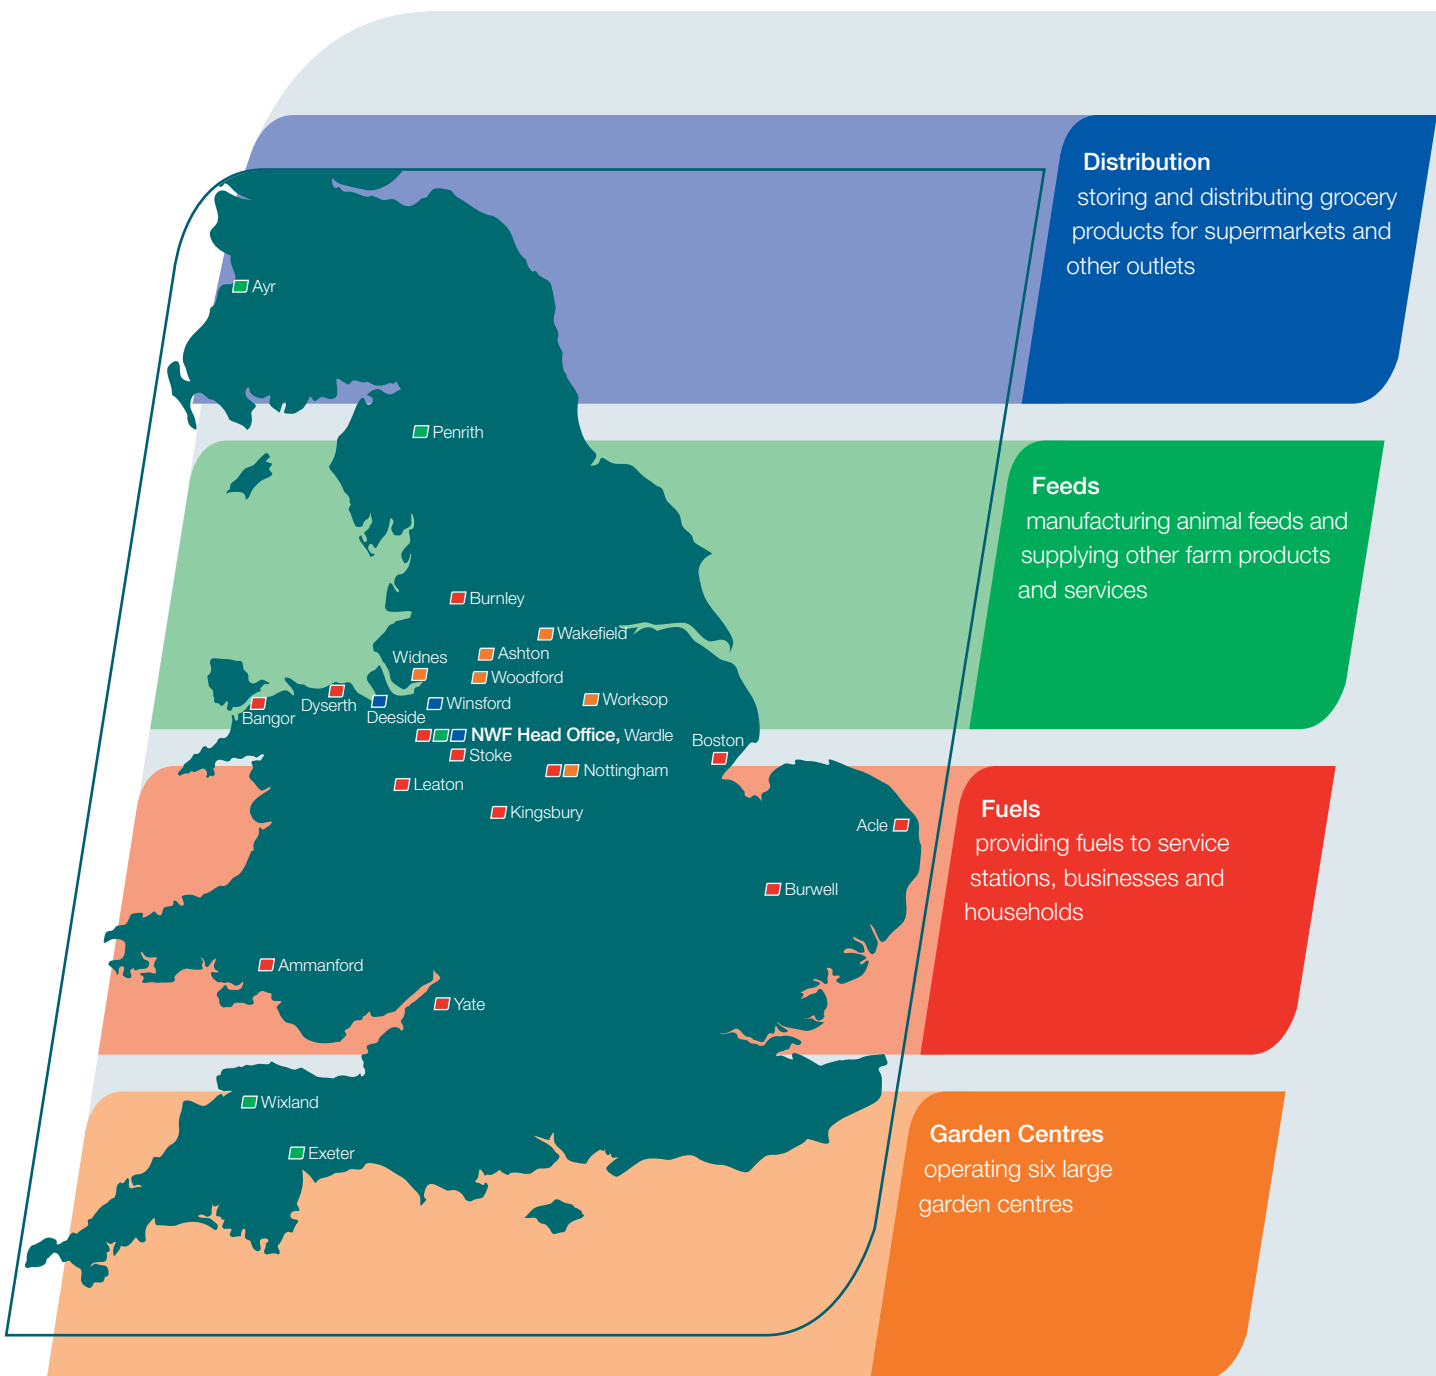 Distribution
storing and distributing grocery
products for supermarkets and
other outlets
Ayr
Penrith
Feeds
manufacturing animal feeds and
supplying other farm products
and services
Burnley
Wakefield
Ashton
Widnes
Woodford
Worksop
Dyserth
Winsford
Bangor
Deeside
NWF Head Office, Wardle
Boston
Stoke
Nottingham
Leaton
Kingsbury
Fuels
providing fuels to service
stations, businesses and
households
Acle
Burwell
Ammanford
Yate
Wixland
Exeter
Garden Centres
operating six large
garden centres